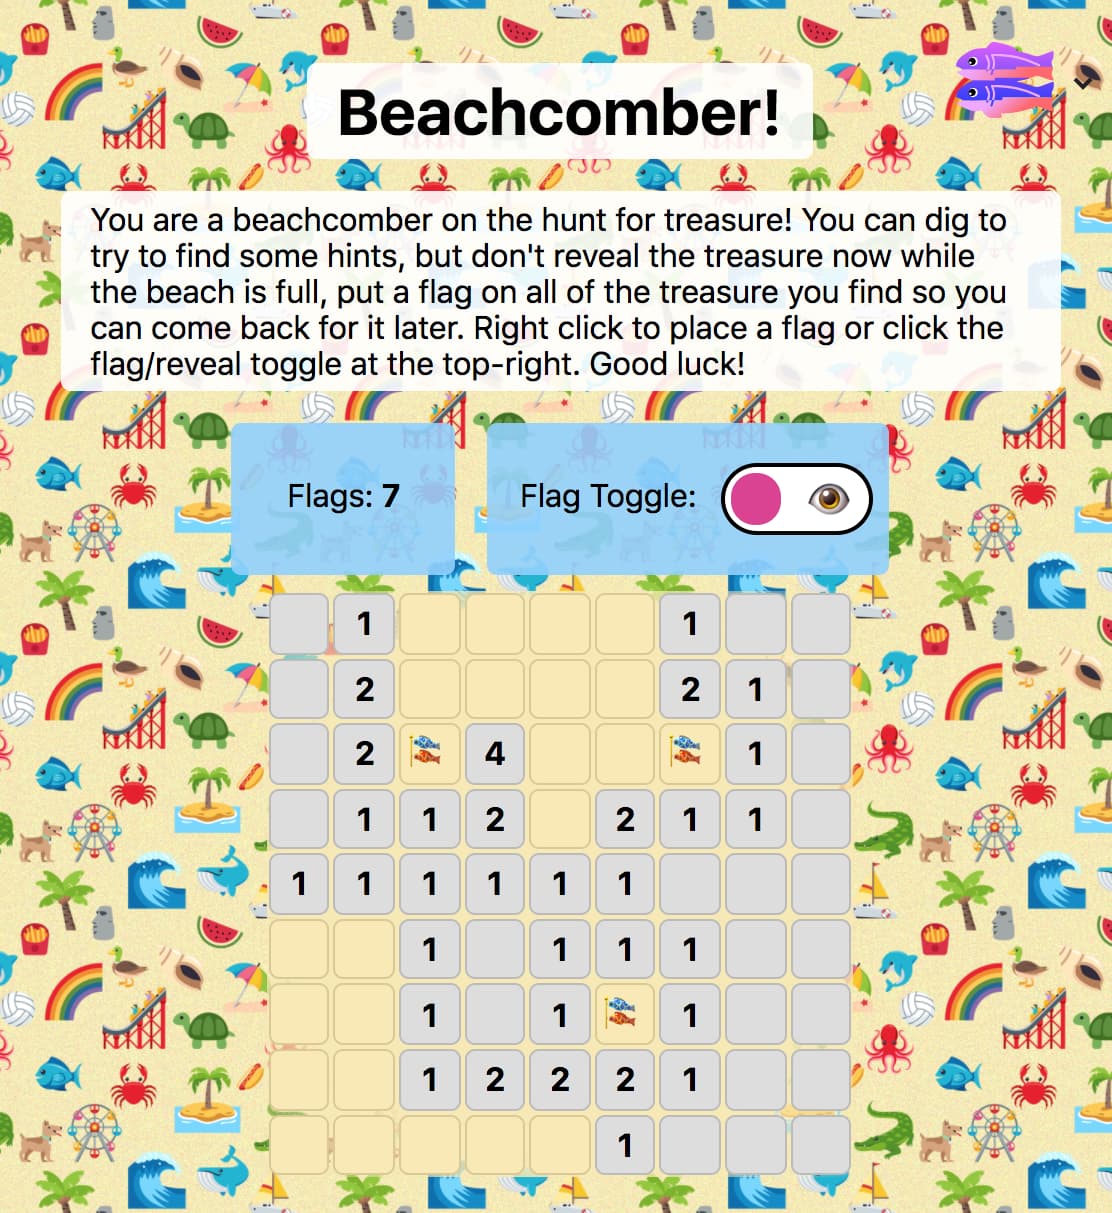 Beachcomber!
You are a beachcomber on the hunt for treasure! You can dig to
try to find some hints, but don't reveal the treasure now while
the beach is full, put a flag on all of the treasure you find so you
can come back for it later. Right click to place a flag or click the
flag/reveal toggle at the top-right. Good luck!
Flags: 7
Flag Toggle:
1 1
2 2 1
2 4 1
1 1 2 2 1 1
1 1 1 1 1 1
1 1 1 1
1 1 1
1 2 2 2 1
1